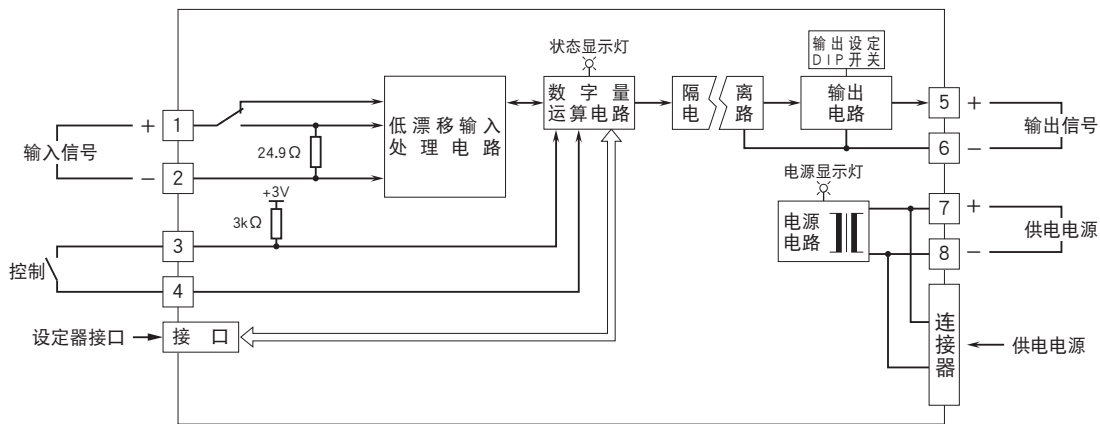 状态显示灯
输出设定
DIP开关
数字量
运算电路
隔离
电路
输出
电路
低漂移输入
处理电路
输入信号
+
1
−
2
24.9Ω
+3V
3kΩ
控制
3
4
设定器接口
接口
5
+
6
−
输出信号
电源显示灯
电源
电路
7
+
8
−
供电电源
连接器
供电电源